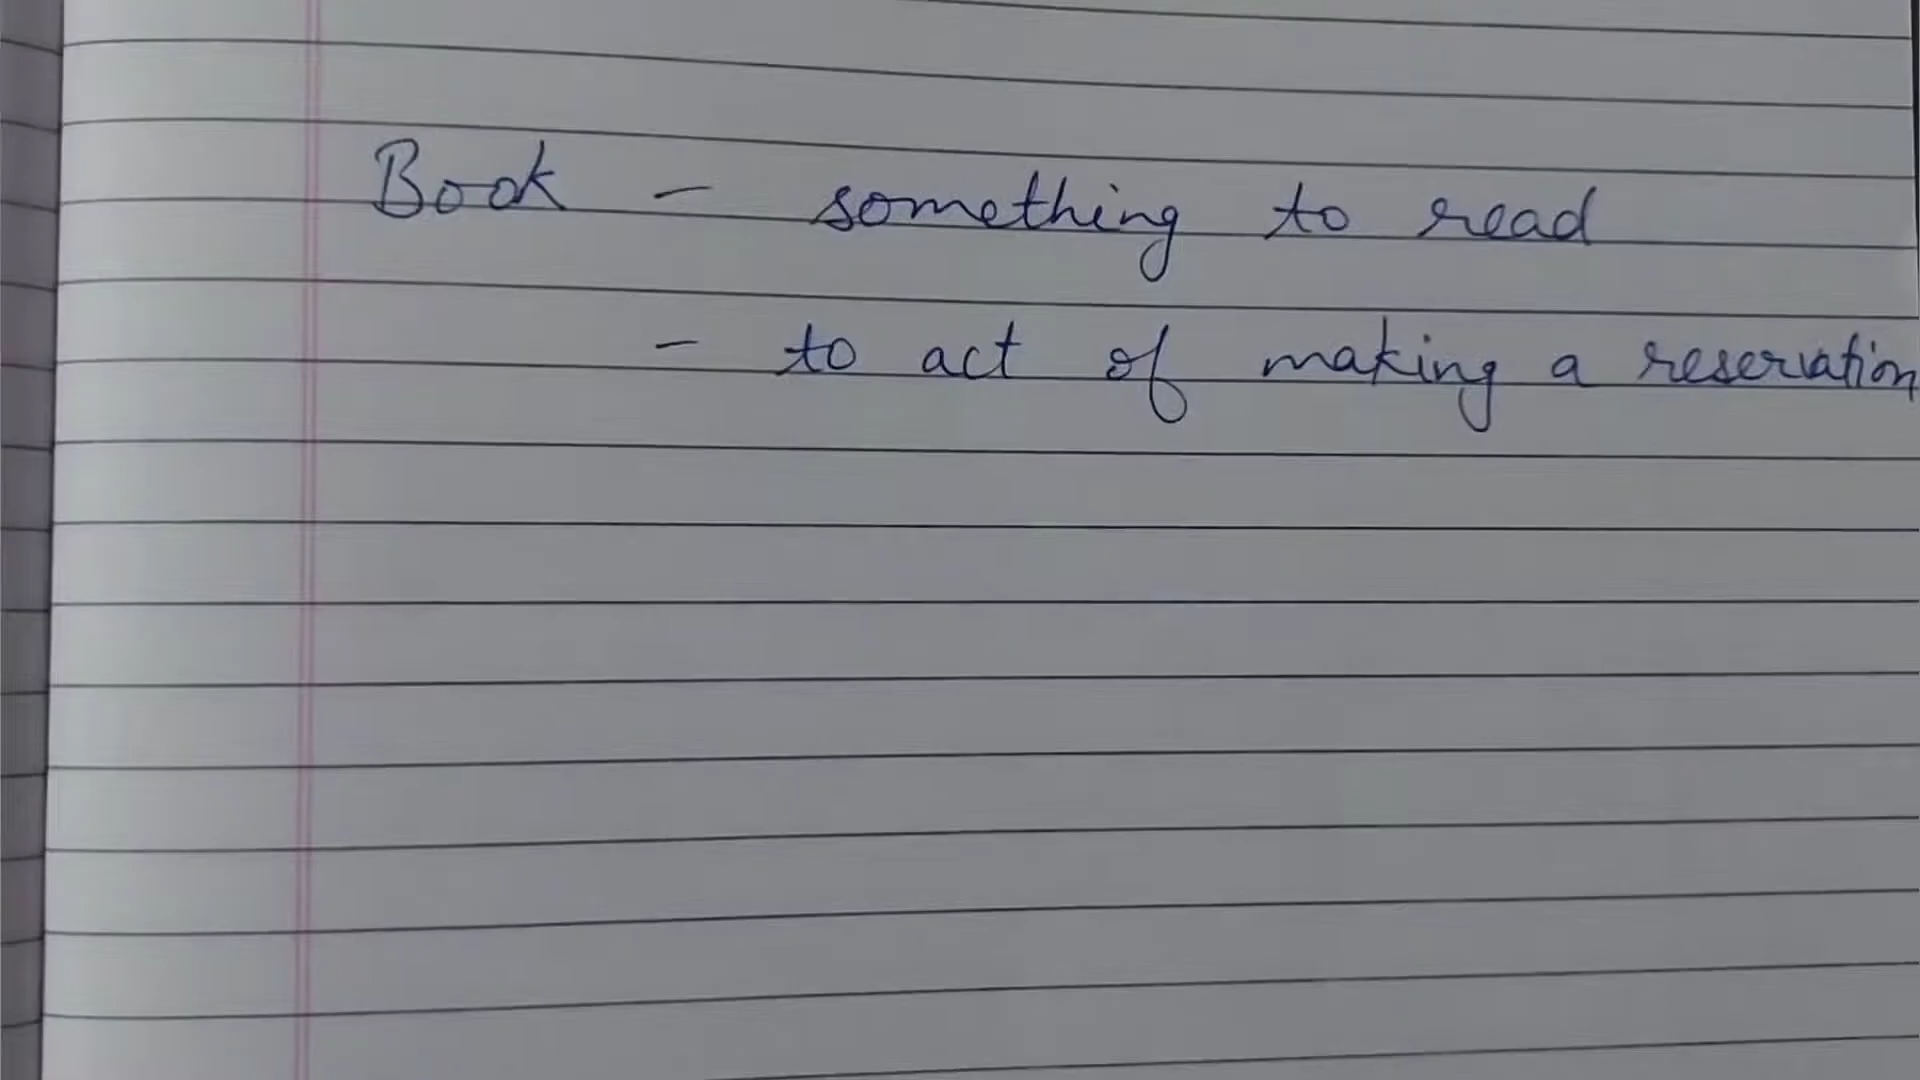 Book - something to read
- to act of making a reservation